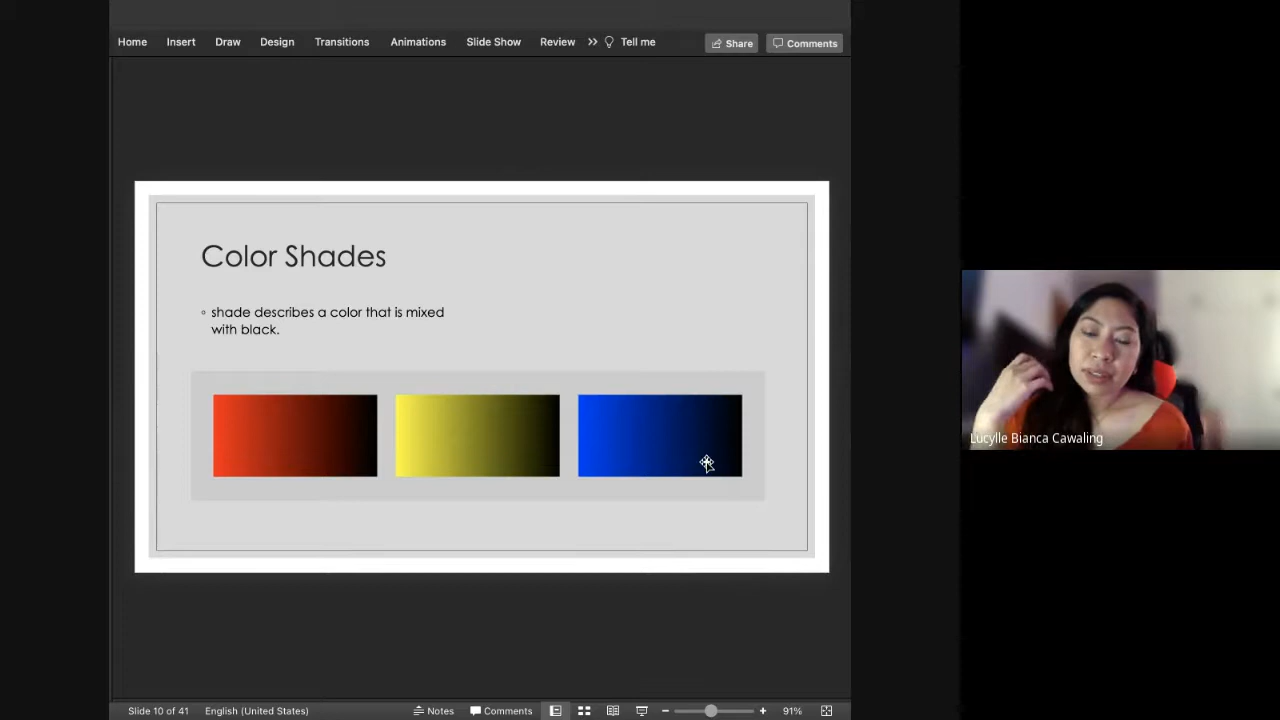 Home Insert Draw Design Transitions Animations Slide Show Review Tell me Share Comments
Color Shades
◦ shade describes a color that is mixed
with black.
Lucylle Bianca Cawaling
Slide 10 of 41 English (United States) Notes Comments 91%